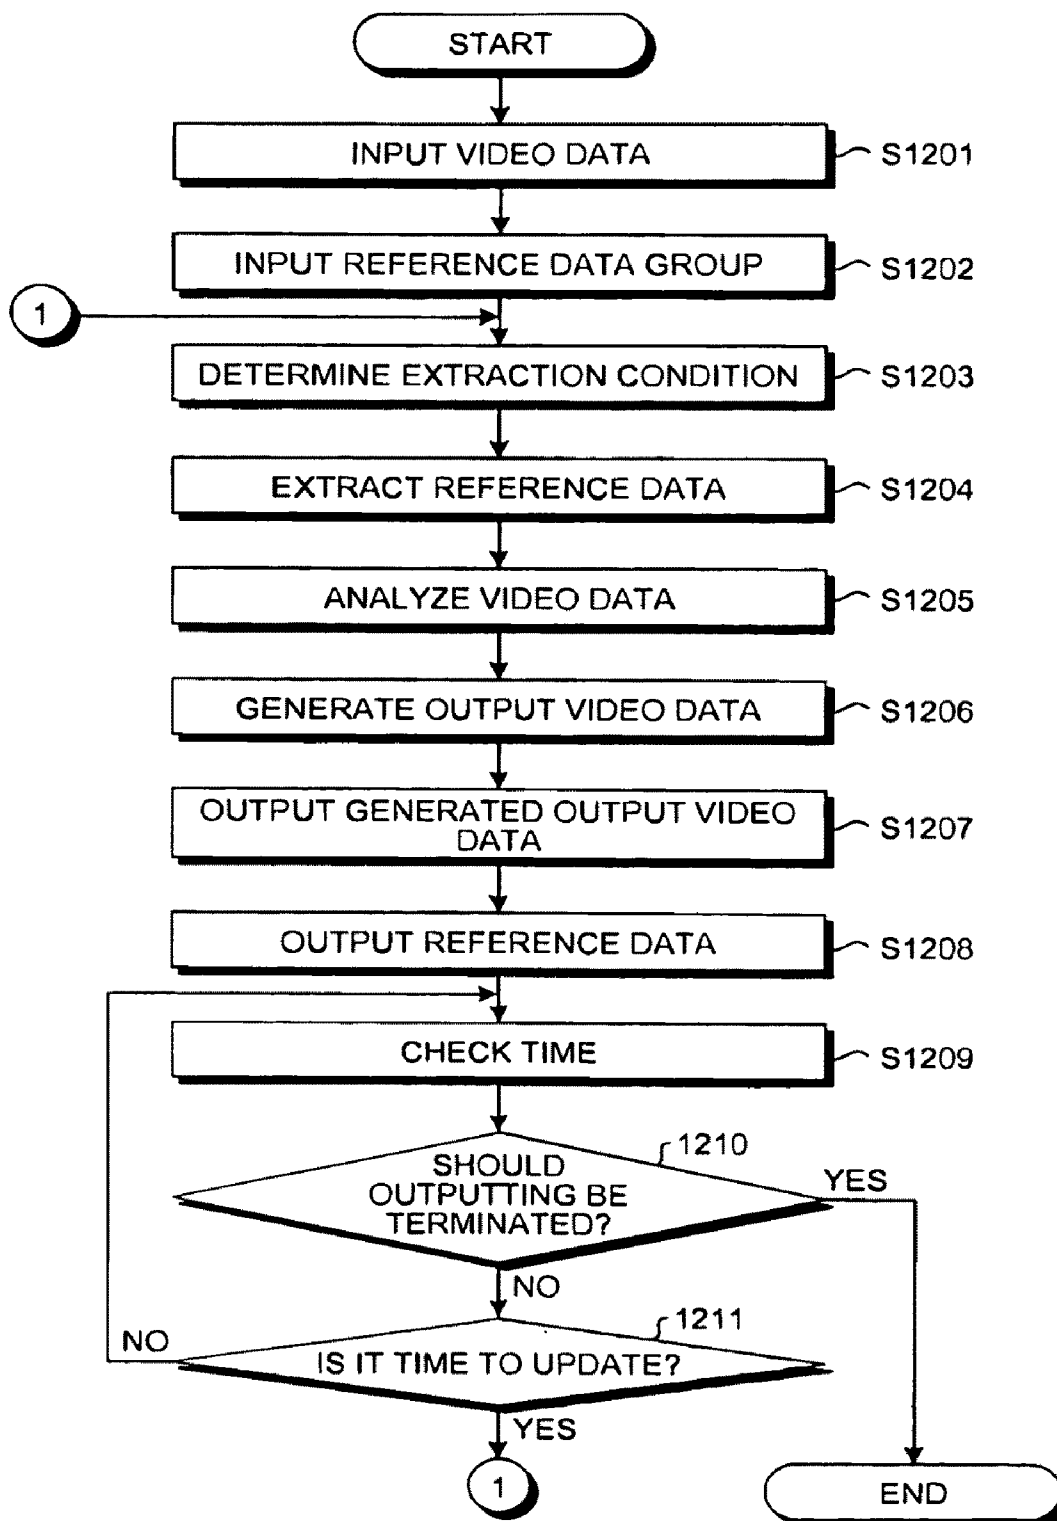 START
INPUT VIDEO DATA
S1201
INPUT REFERENCE DATA GROUP
S1202
1
DETERMINE EXTRACTION CONDITION
S1203
EXTRACT REFERENCE DATA
S1204
ANALYZE VIDEO DATA
S1205
GENERATE OUTPUT VIDEO DATA
S1206
OUTPUT GENERATED OUTPUT VIDEO
DATA
S1207
OUTPUT REFERENCE DATA
S1208
CHECK TIME
S1209
1210
SHOULD
OUTPUTTING BE
TERMINATED?
YES
NO
1211
NO
IS IT TIME TO UPDATE?
YES
1
END